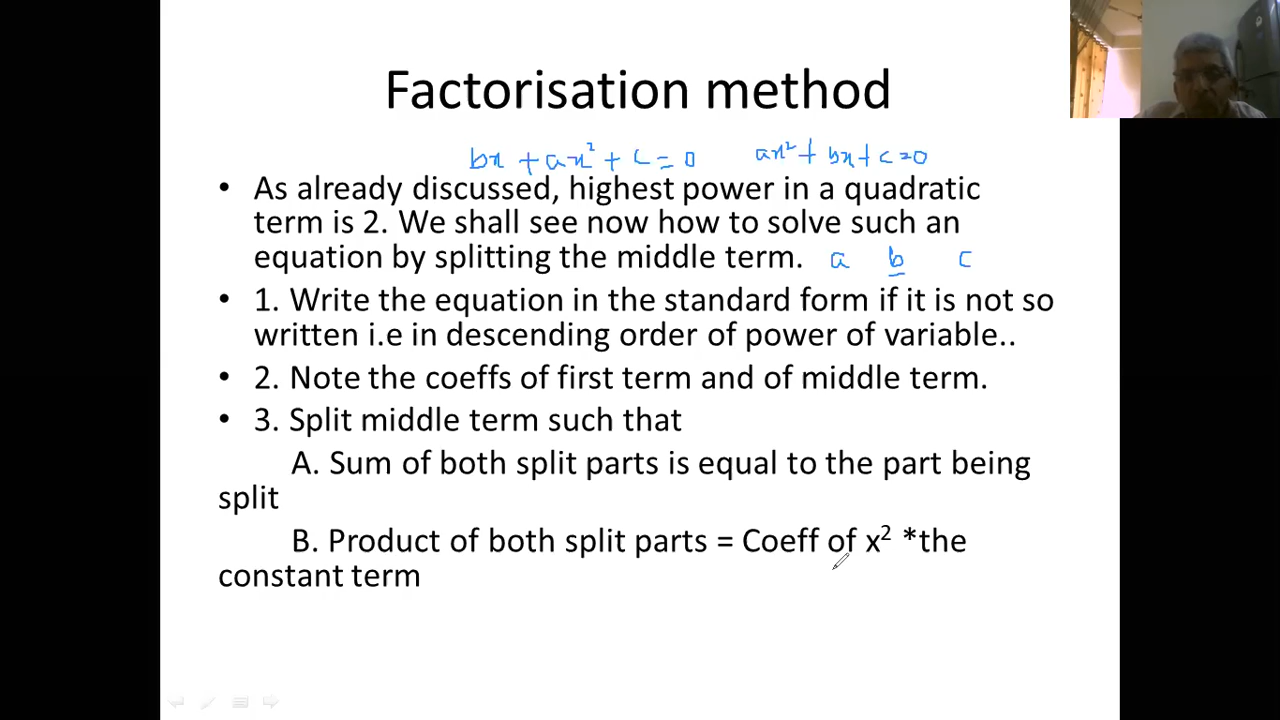 Factorisation method
bx + ax² + c = 0 ax² + bx + c = 0
• As already discussed, highest power in a quadratic
term is 2. We shall see now how to solve such an
equation by splitting the middle term. a b c
• 1. Write the equation in the standard form if it is not so
written i.e in descending order of power of variable..
• 2. Note the coeffs of first term and of middle term.
• 3. Split middle term such that
A. Sum of both split parts is equal to the part being
split
B. Product of both split parts = Coeff of x² *the
constant term